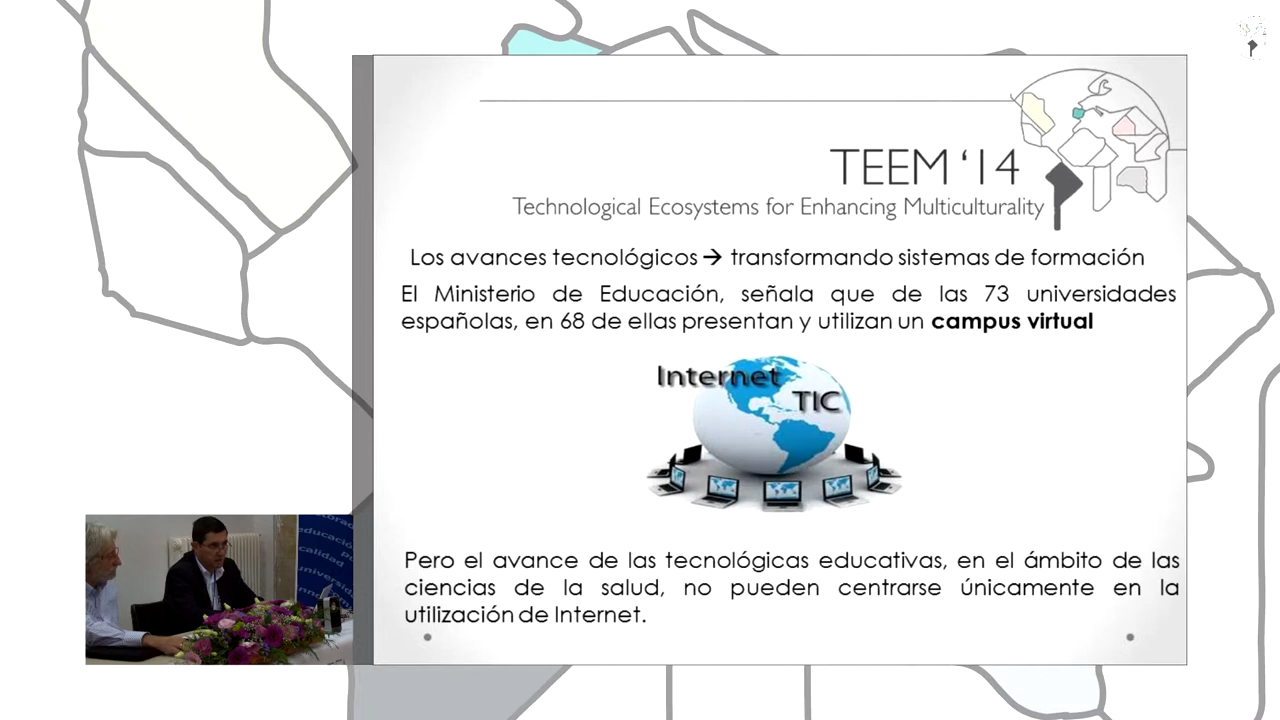 TEEM ‘14
Technological Ecosystems for Enhancing Multiculturality
Los avances tecnológicos → transformando sistemas de formación
El Ministerio de Educación, señala que de las 73 universidades
españolas, en 68 de ellas presentan y utilizan un campus virtual
Internet
TIC
Pero el avance de las tecnológicas educativas, en el ámbito de las
ciencias de la salud, no pueden centrarse únicamente en la
utilización de Internet.
educación
calidad